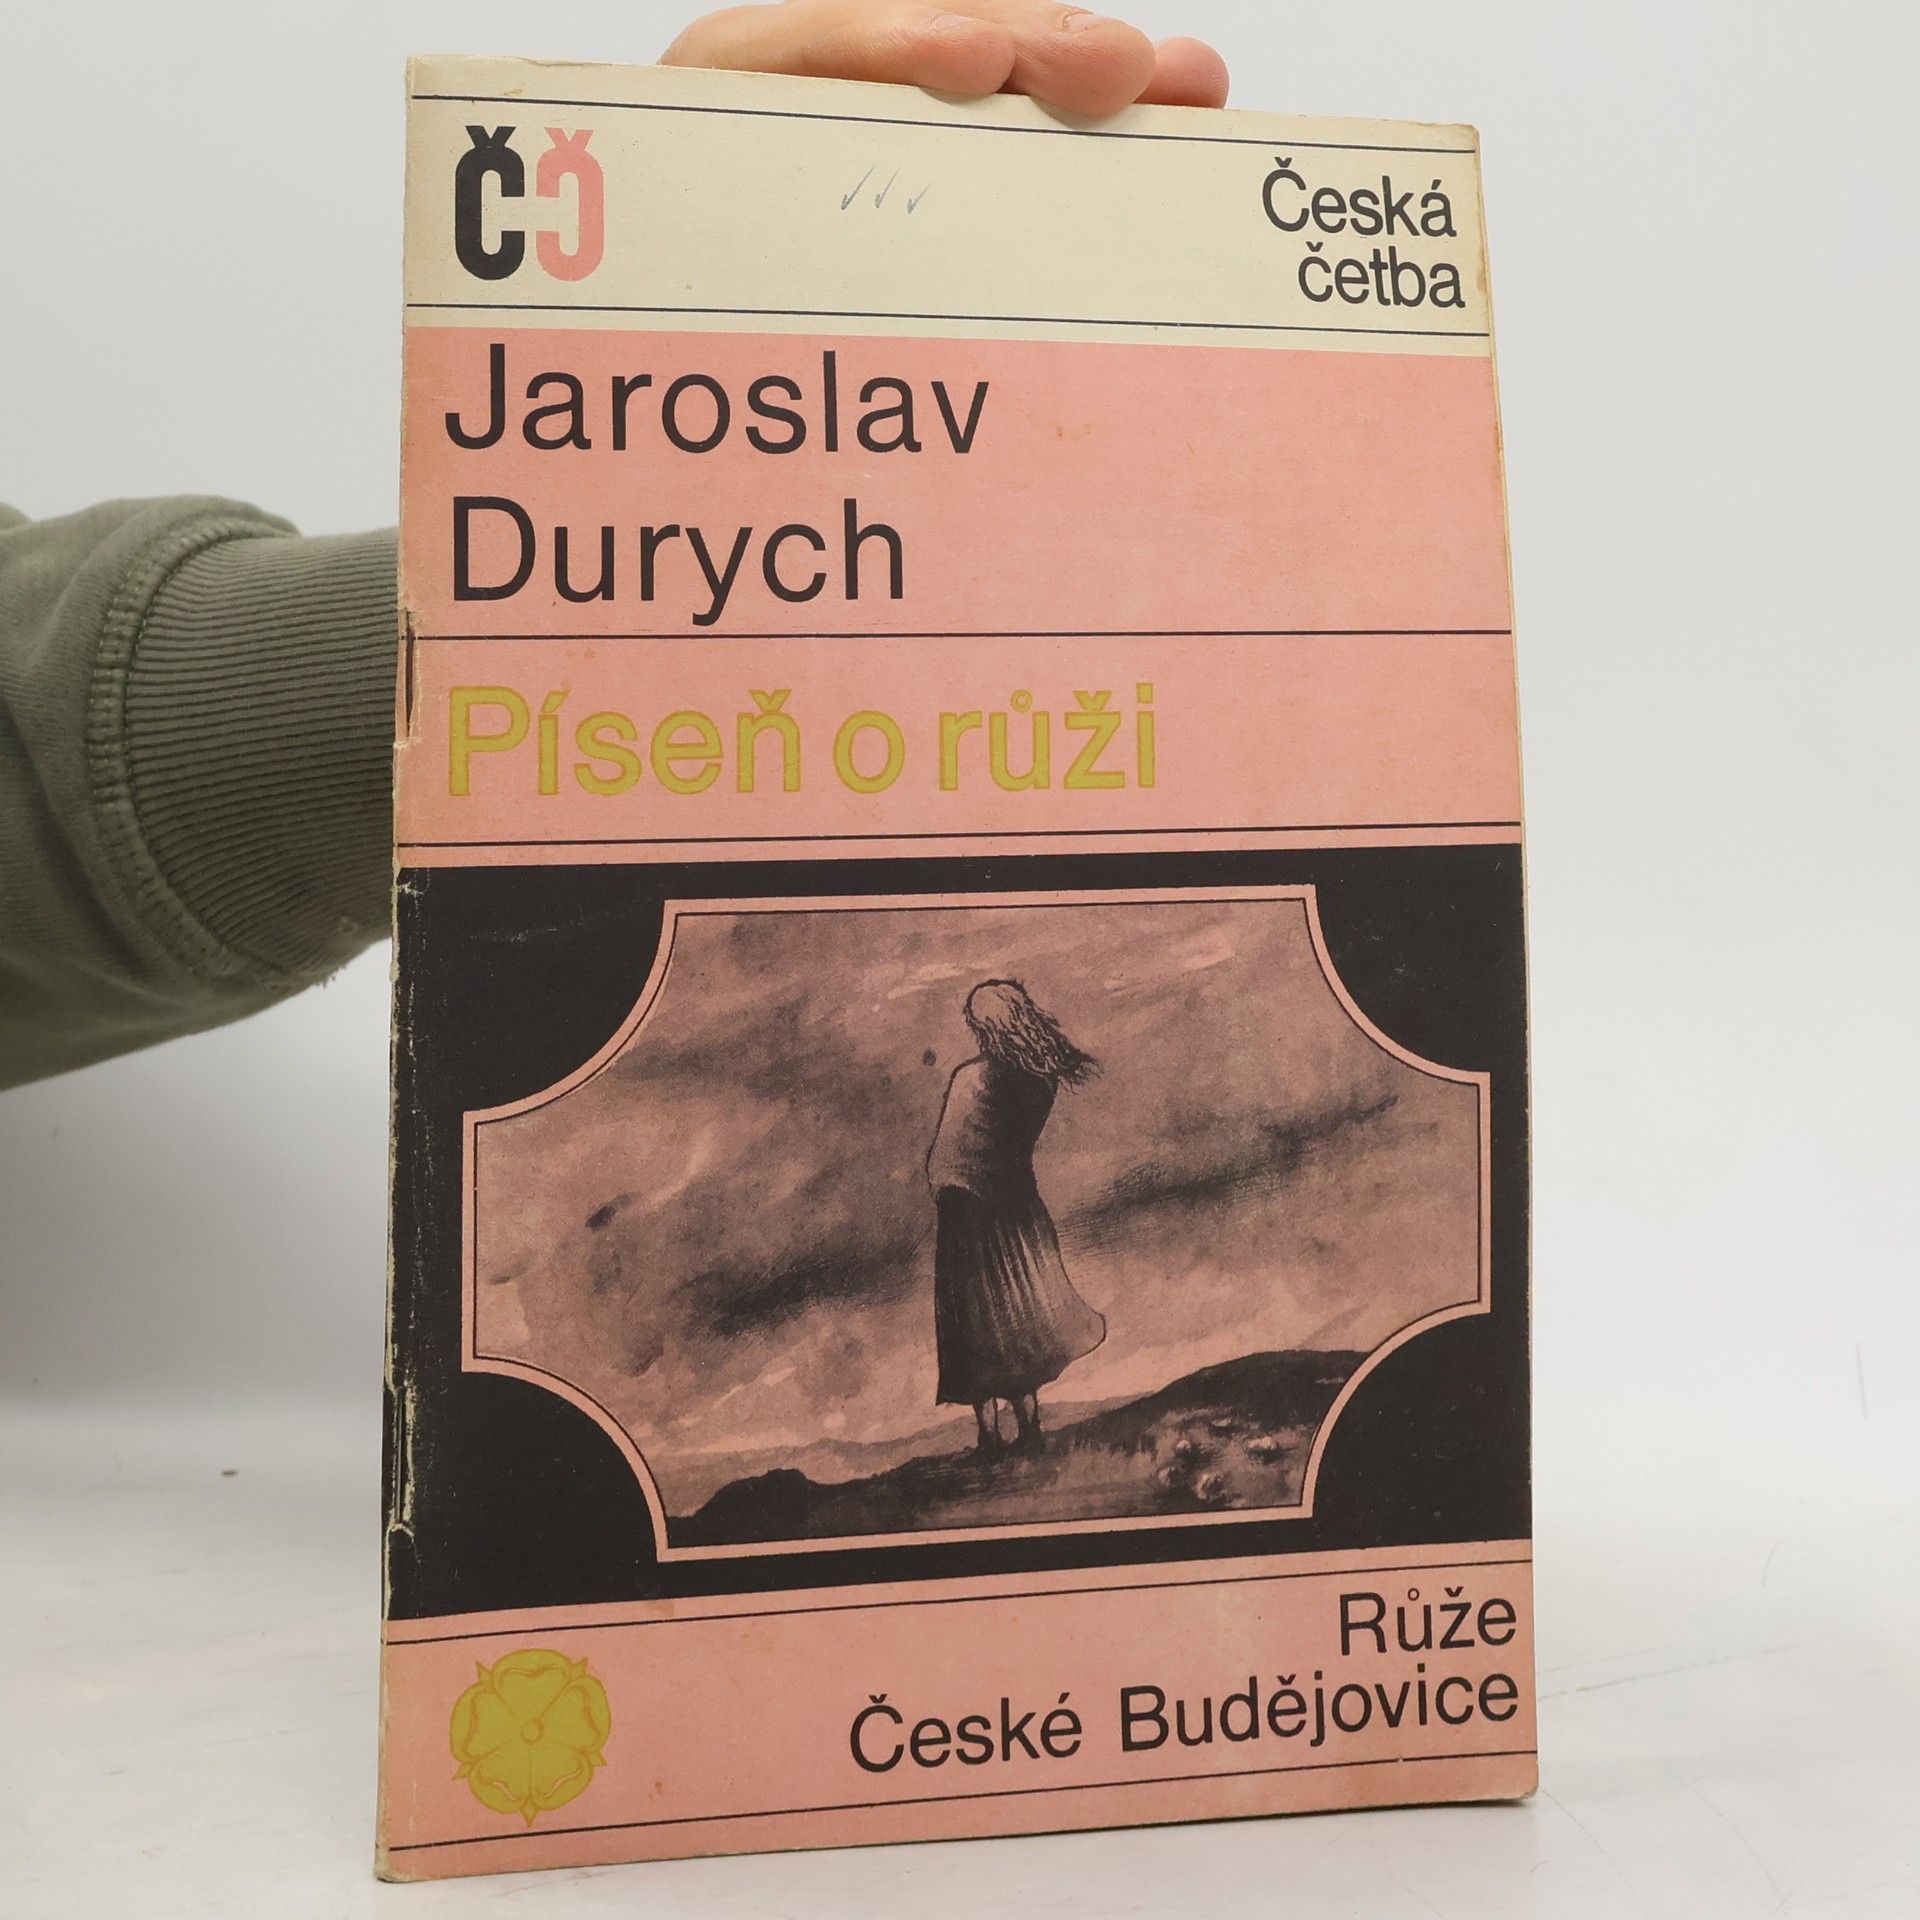 ČČ
Česká
četba
Jaroslav
Durych
Píseň o růži
Růže
České Budějovice